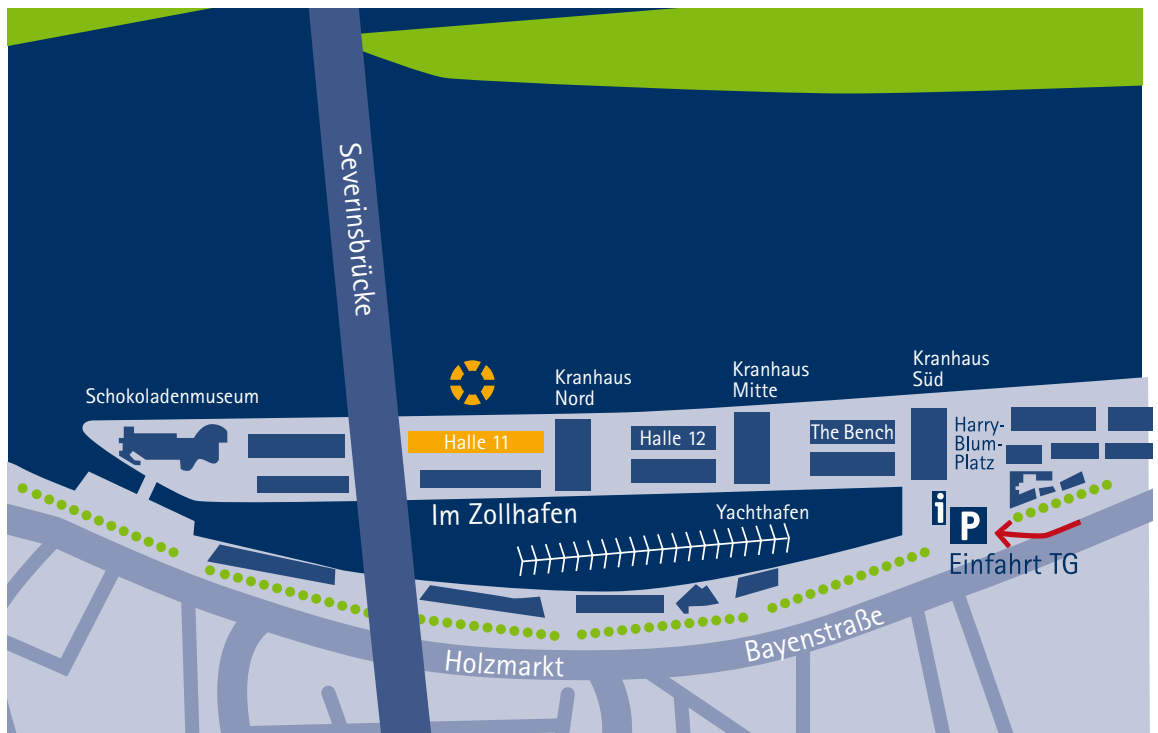 Severinsbrücke
Schokoladenmuseum
Kranhaus
Nord
Kranhaus
Mitte
Kranhaus
Süd
Halle 11
Halle 12
The Bench
Harry-
Blum-
Platz
Im Zollhafen
Yachthafen
i
P
Einfahrt TG
Holzmarkt
Bayenstraße